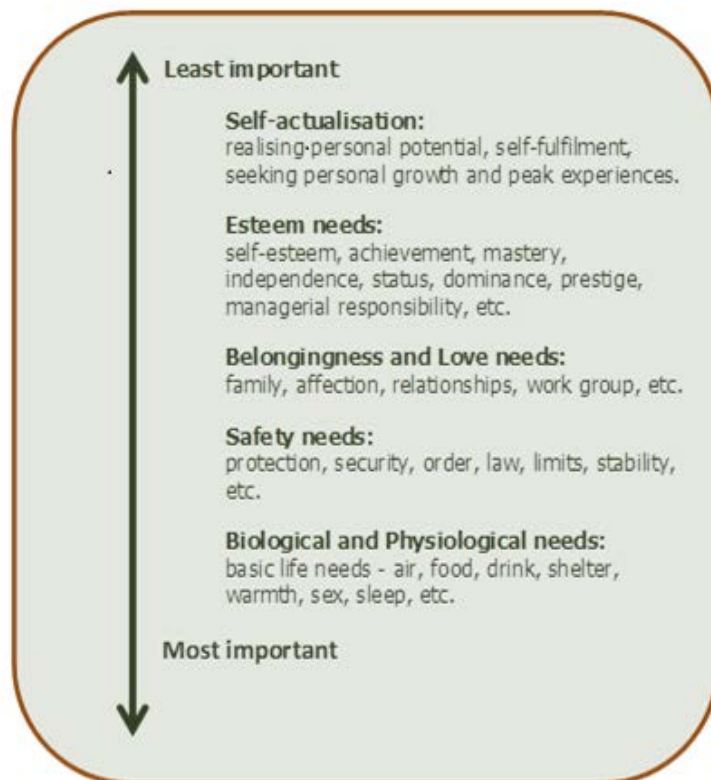 Least important
Self-actualisation:
realising·personal potential, self-fulfilment,
seeking personal growth and peak experiences.
Esteem needs:
self-esteem, achievement, mastery,
independence, status, dominance, prestige,
managerial responsibility, etc.
Belongingness and Love needs:
family, affection, relationships, work group, etc.
Safety needs:
protection, security, order, law, limits, stability,
etc.
Biological and Physiological needs:
basic life needs - air, food, drink, shelter,
warmth, sex, sleep, etc.
Most important